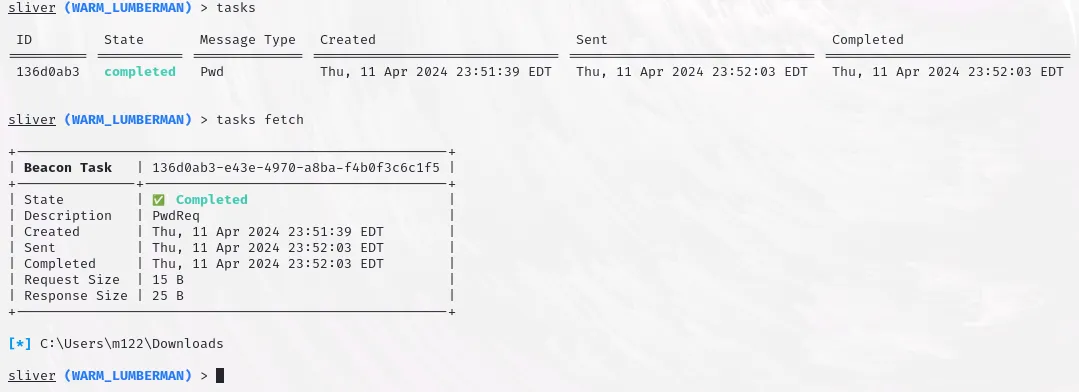 sliver (WARM_LUMBERMAN) > tasks
ID State Message Type Created Sent Completed
136d0ab3 completed Pwd Thu, 11 Apr 2024 23:51:39 EDT Thu, 11 Apr 2024 23:52:03 EDT Thu, 11 Apr 2024 23:52:03 EDT
sliver (WARM_LUMBERMAN) > tasks fetch
Beacon Task | 136d0ab3-e43e-4970-a8ba-f4b0f3c6c1f5
State | ✅ Completed
Description | PwdReq
Created | Thu, 11 Apr 2024 23:51:39 EDT
Sent | Thu, 11 Apr 2024 23:52:03 EDT
Completed | Thu, 11 Apr 2024 23:52:03 EDT
Request Size | 15 B
Response Size | 25 B
[*] C:\Users\m122\Downloads
sliver (WARM_LUMBERMAN) >